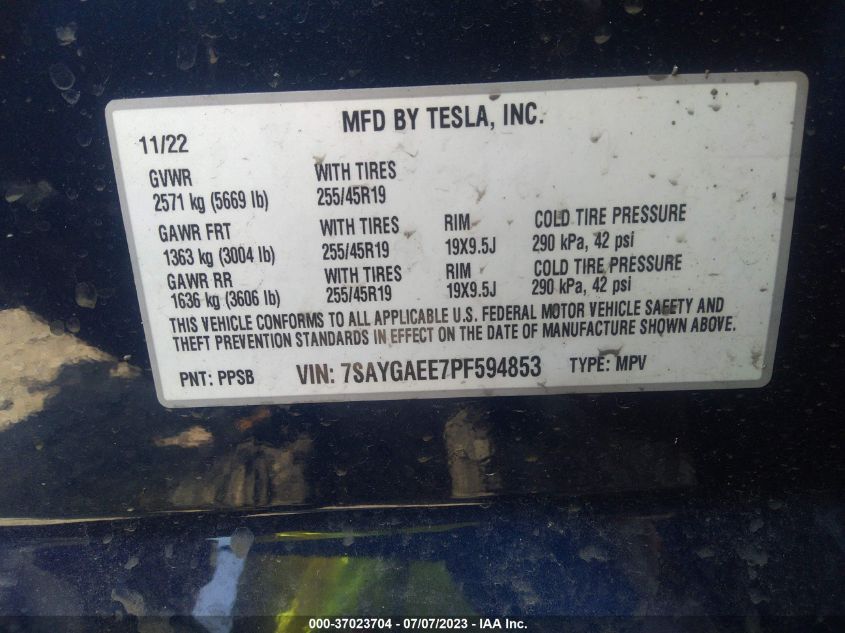 MFD BY TESLA, INC.
11/22
GVWR WITH TIRES
2571 kg (5669 lb) 255/45R19
GAWR FRT WITH TIRES RIM COLD TIRE PRESSURE
1363 kg (3004 lb) 255/45R19 19X9.5J 290 kPa, 42 psi
GAWR RR WITH TIRES RIM COLD TIRE PRESSURE
1636 kg (3606 lb) 255/45R19 19X9.5J 290 kPa, 42 psi
THIS VEHICLE CONFORMS TO ALL APPLICABLE U.S. FEDERAL MOTOR VEHICLE SAFETY AND
THEFT PREVENTION STANDARDS IN EFFECT ON THE DATE OF MANUFACTURE SHOWN ABOVE.
PNT: PPSB VIN: 7SAYGAEE7PF594853 TYPE: MPV
000-37023704 - 07/07/2023 - IAA Inc.